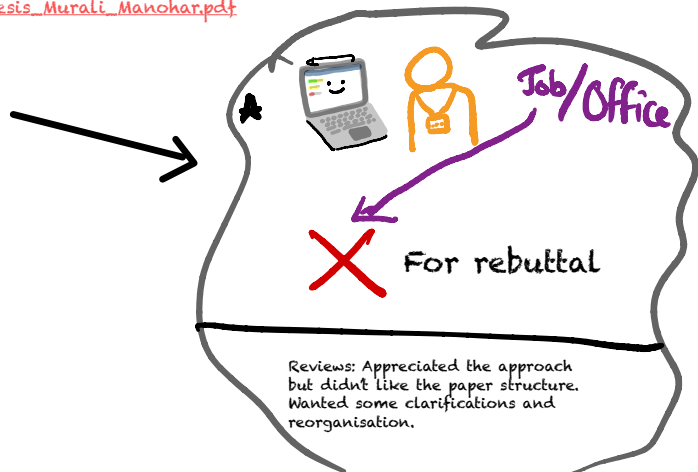 esis_Murali_Manohar.pdf
Job/Office
For rebuttal
Reviews: Appreciated the approach
but didn't like the paper structure.
Wanted some clarifications and
reorganisation.